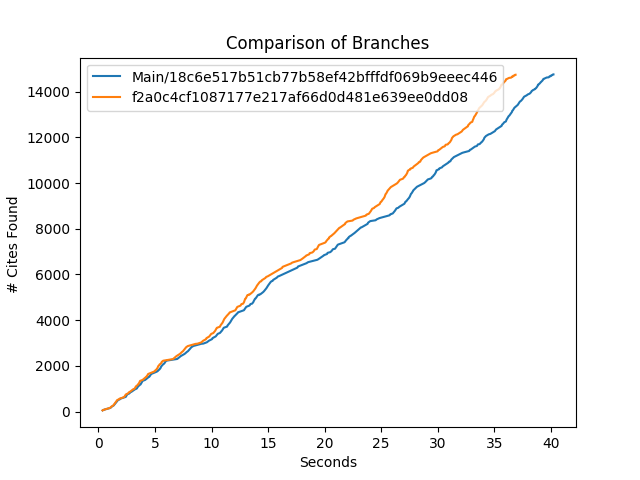 Comparison of Branches
Main/18c6e517b51cb77b58ef42bfffdf069b9eeec446
f2a0c4cf1087177e217af66d0d481e639ee0dd08
# Cites Found
14000
12000
10000
8000
6000
4000
2000
0
0 5 10 15 20 25 30 35 40
Seconds